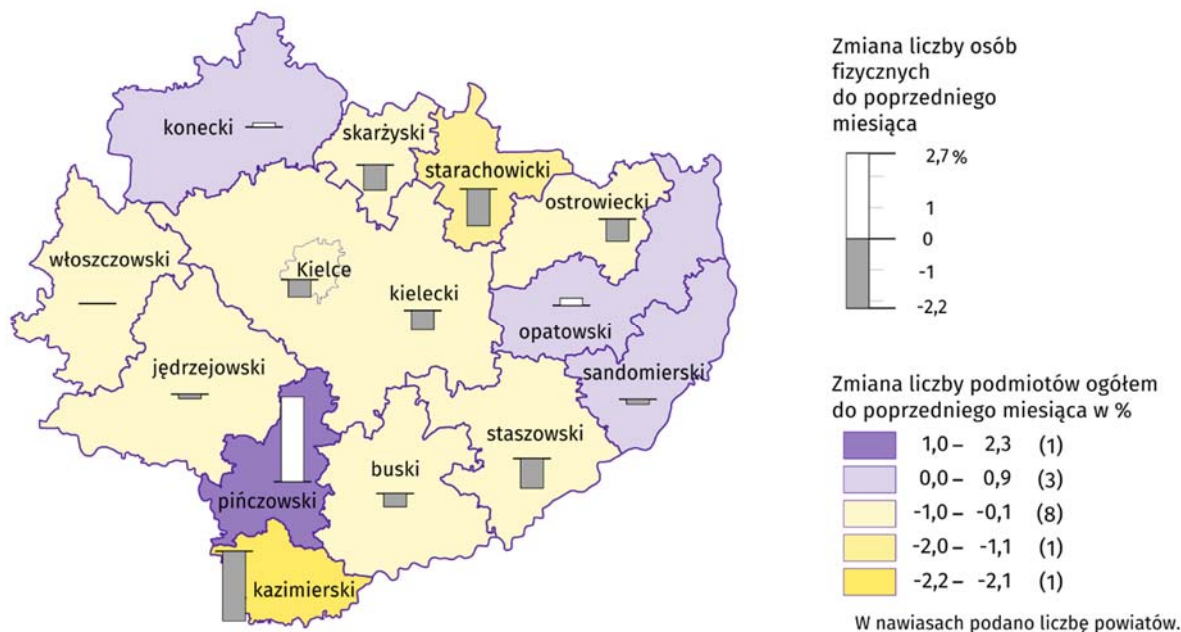 konecki
skarżyski
starachowicki
ostrowiecki
włoszczowski
Kielce
kielecki
opatowski
jędrzejowski
sandomierski
staszowski
buski
pińczowski
kazimierski
Zmiana liczby osób
fizycznych
do poprzedniego
miesiąca
2,7 %
1
0
-1
-2,2
Zmiana liczby podmiotów ogółem
do poprzedniego miesiąca w %
1,0 – 2,3 (1)
0,0 – 0,9 (3)
-1,0 – -0,1 (8)
-2,0 – -1,1 (1)
-2,2 – -2,1 (1)
W nawiasach podano liczbę powiatów.